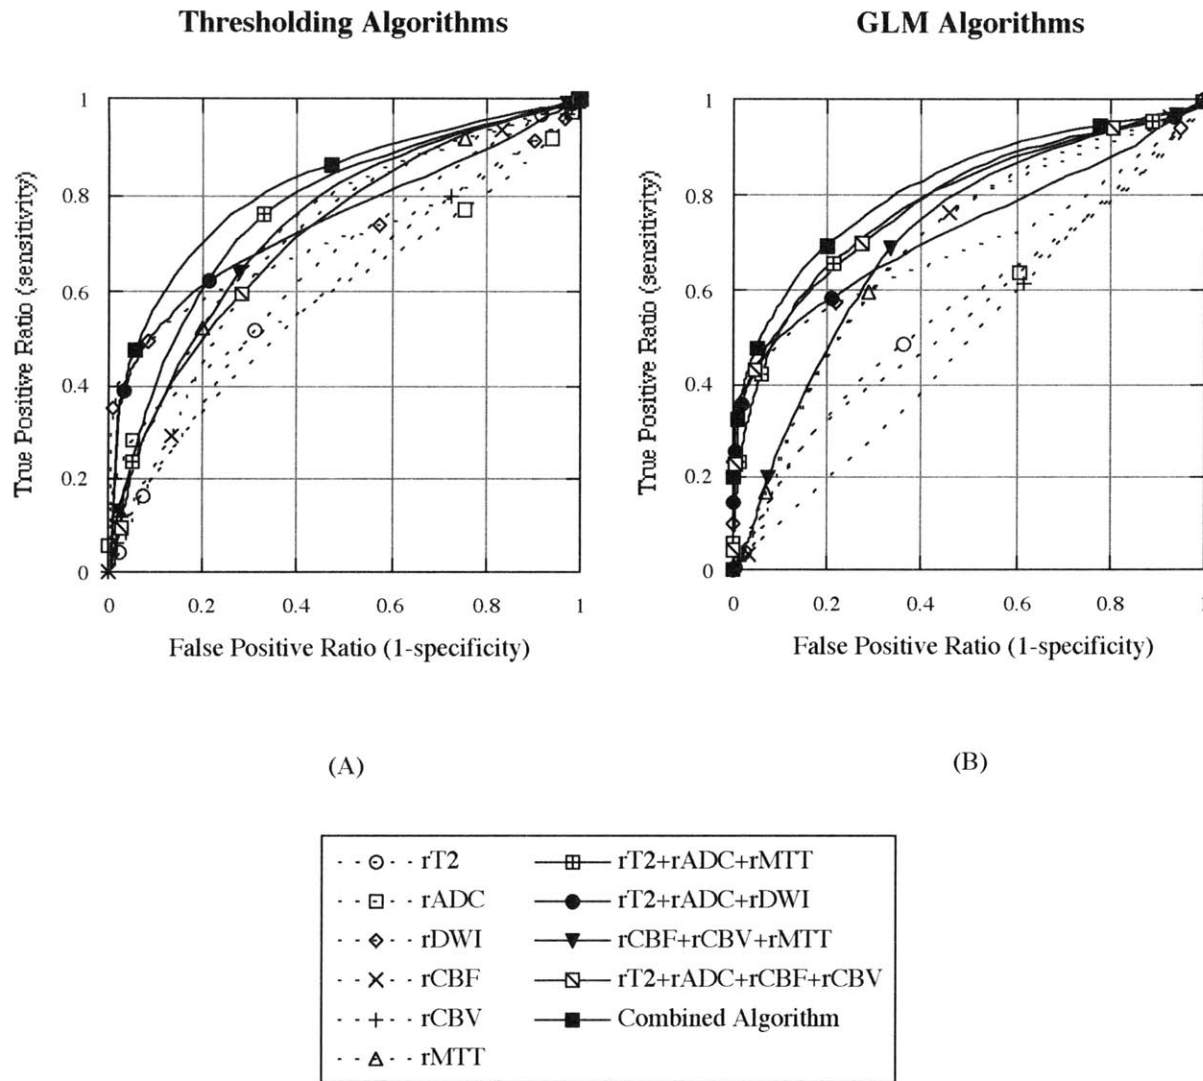 Thresholding Algorithms
GLM Algorithms
True Positive Ratio (sensitivity)
1
0.8
0.6
0.4
0.2
0
0
0.2
0.4
0.6
0.8
1
False Positive Ratio (1-specificity)
True Positive Ratio (sensitivity)
1
0.8
0.6
0.4
0.2
0
0
0.2
0.4
0.6
0.8
1
False Positive Ratio (1-specificity)
(A)
(B)
rT2
rADC
rDWI
rCBF
rCBV
rMTT
rT2+rADC+rMTT
rT2+rADC+rDWI
rCBF+rCBV+rMTT
rT2+rADC+rCBF+rCBV
Combined Algorithm